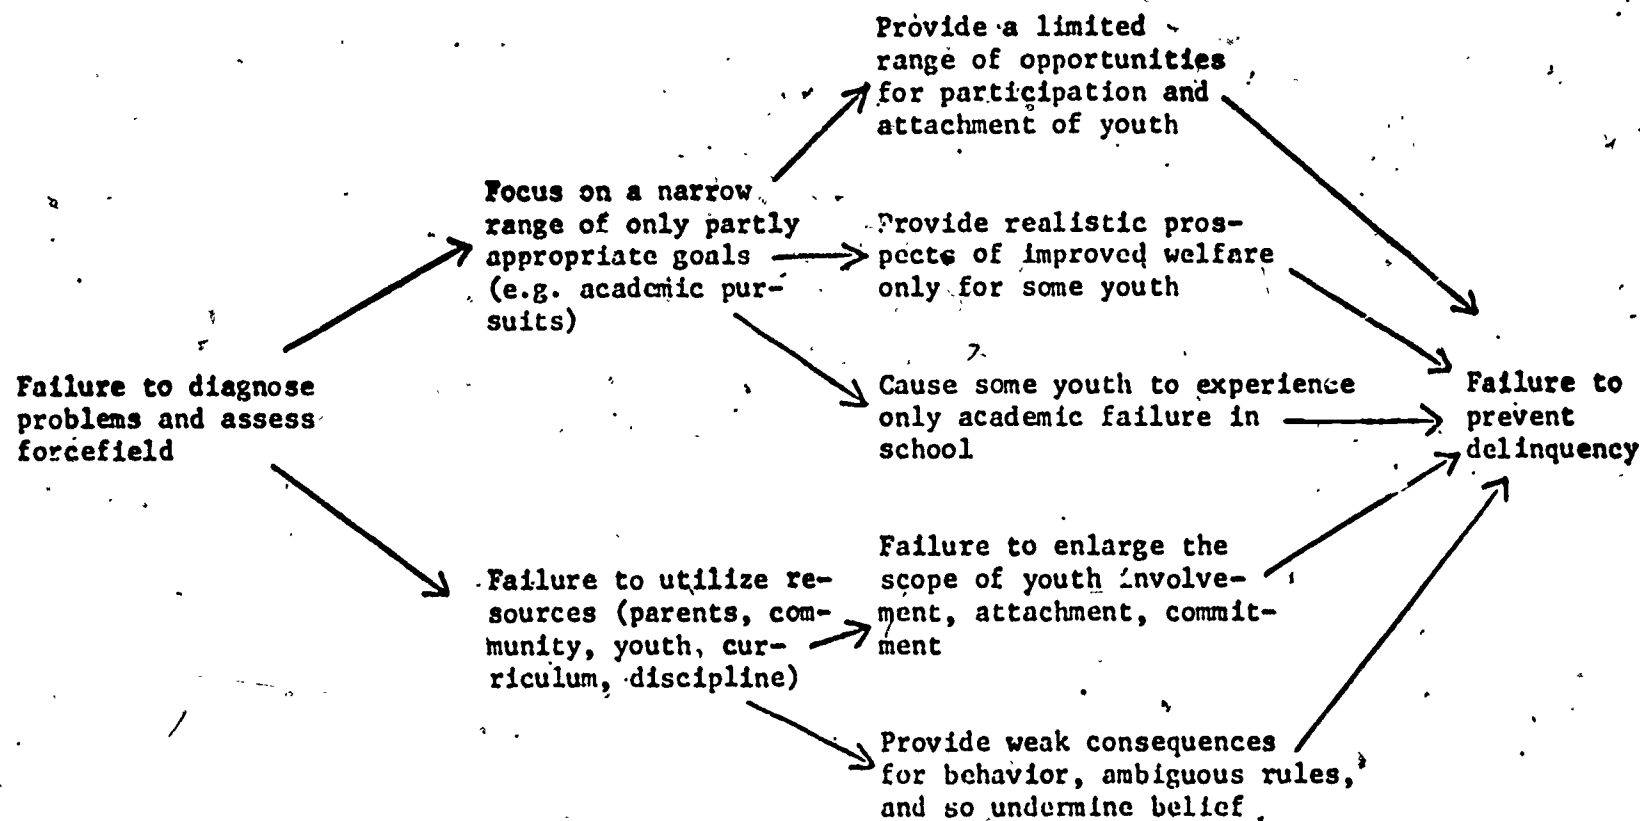 Provide a limited
range of opportunities
for participation and
attachment of youth
Focus on a narrow
range of only partly
appropriate goals
(e.g. academic pur-
suits)
Provide realistic pros-
pects of improved welfare
only for some youth
Failure to diagnose
problems and assess
forcefield
Cause some youth to experience
only academic failure in
school
Failure to
prevent
delinquency
Failure to utilize re-
sources (parents, com-
munity, youth, cur-
riculum, discipline)
Failure to enlarge the
scope of youth involve-
ment, attachment, commit-
ment
Provide weak consequences
for behavior, ambiguous rules,
and so undermine belief